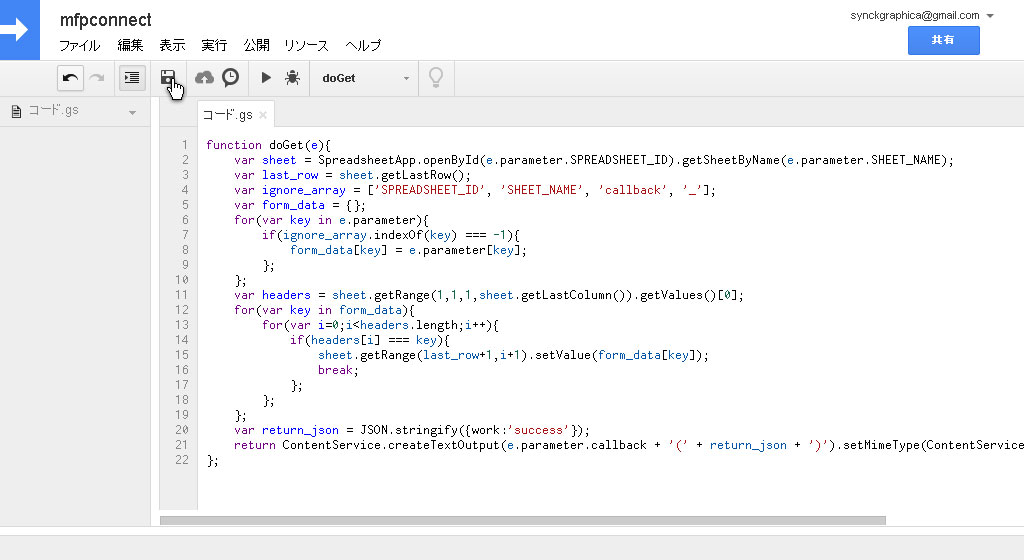 mfpconnect
synckgraphica@gmail.com
ファイル 編集 表示 実行 公開 リソース ヘルプ
共有
doGet
コード.gs
コード.gs ×
1 function doGet(e){
2 var sheet = SpreadsheetApp.openById(e.parameter.SPREADSHEET_ID).getSheetByName(e.parameter.SHEET_NAME);
3 var last_row = sheet.getLastRow();
4 var ignore_array = ['SPREADSHEET_ID', 'SHEET_NAME', 'callback', '_'];
5 var form_data = {};
6 for(var key in e.parameter){
7 if(ignore_array.indexOf(key) === -1){
8 form_data[key] = e.parameter[key];
9 };
10 };
11 var headers = sheet.getRange(1,1,1,sheet.getLastColumn()).getValues()[0];
12 for(var key in form_data){
13 for(var i=0;i<headers.length;i++){
14 if(headers[i] === key){
15 sheet.getRange(last_row+1,i+1).setValue(form_data[key]);
16 break;
17 };
18 };
19 };
20 var return_json = JSON.stringify({work:'success'});
21 return ContentService.createTextOutput(e.parameter.callback + '(' + return_json + ')').setMimeType(ContentService
22 };